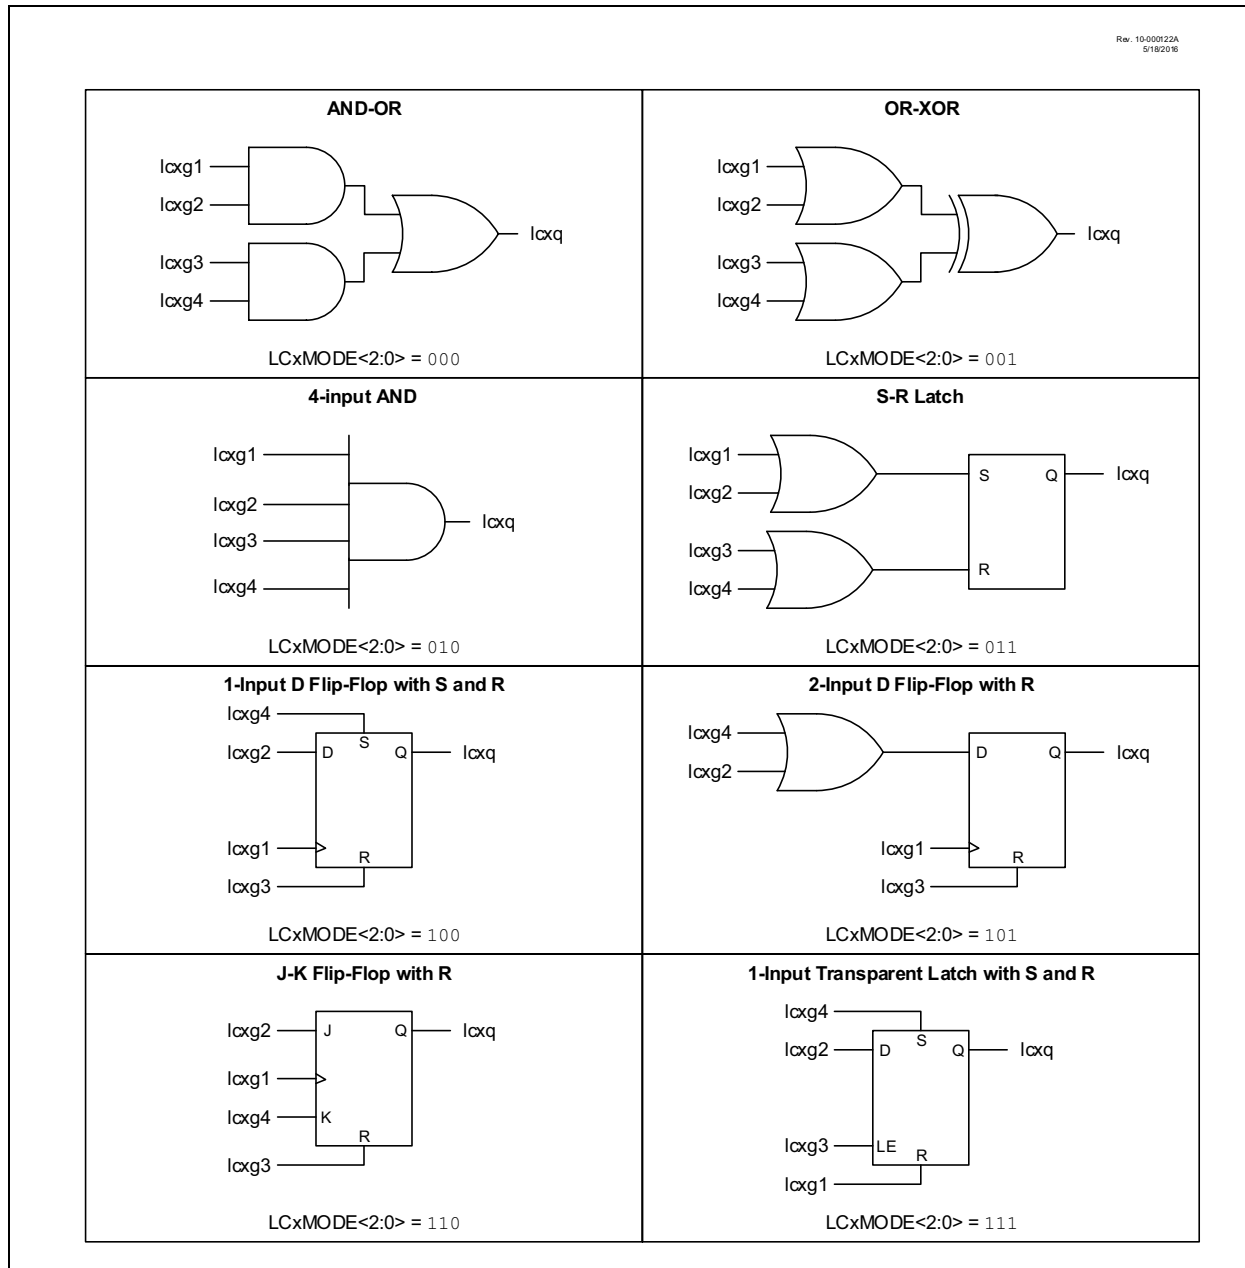 Rev. 10-000122A
5/18/2016
AND-OR
lcxg1
lcxg2
lcxg3
lcxg4
lcxq
LCxMODE<2:0> = 000
OR-XOR
lcxg1
lcxg2
lcxg3
lcxg4
lcxq
LCxMODE<2:0> = 001
4-input AND
lcxg1
lcxg2
lcxg3
lcxg4
lcxq
LCxMODE<2:0> = 010
S-R Latch
lcxg1
lcxg2
lcxg3
lcxg4
S
Q
lcxq
R
LCxMODE<2:0> = 011
1-Input D Flip-Flop with S and R
lcxg4
S
lcxg2
D
Q
lcxq
lcxg1
R
lcxg3
LCxMODE<2:0> = 100
2-Input D Flip-Flop with R
lcxg4
lcxg2
D
Q
lcxq
lcxg1
R
lcxg3
LCxMODE<2:0> = 101
J-K Flip-Flop with R
lcxg2
J
Q
lcxq
lcxg1
lcxg4
K
R
lcxg3
LCxMODE<2:0> = 110
1-Input Transparent Latch with S and R
lcxg4
S
lcxg2
D
Q
lcxq
lcxg3
LE
R
lcxg1
LCxMODE<2:0> = 111